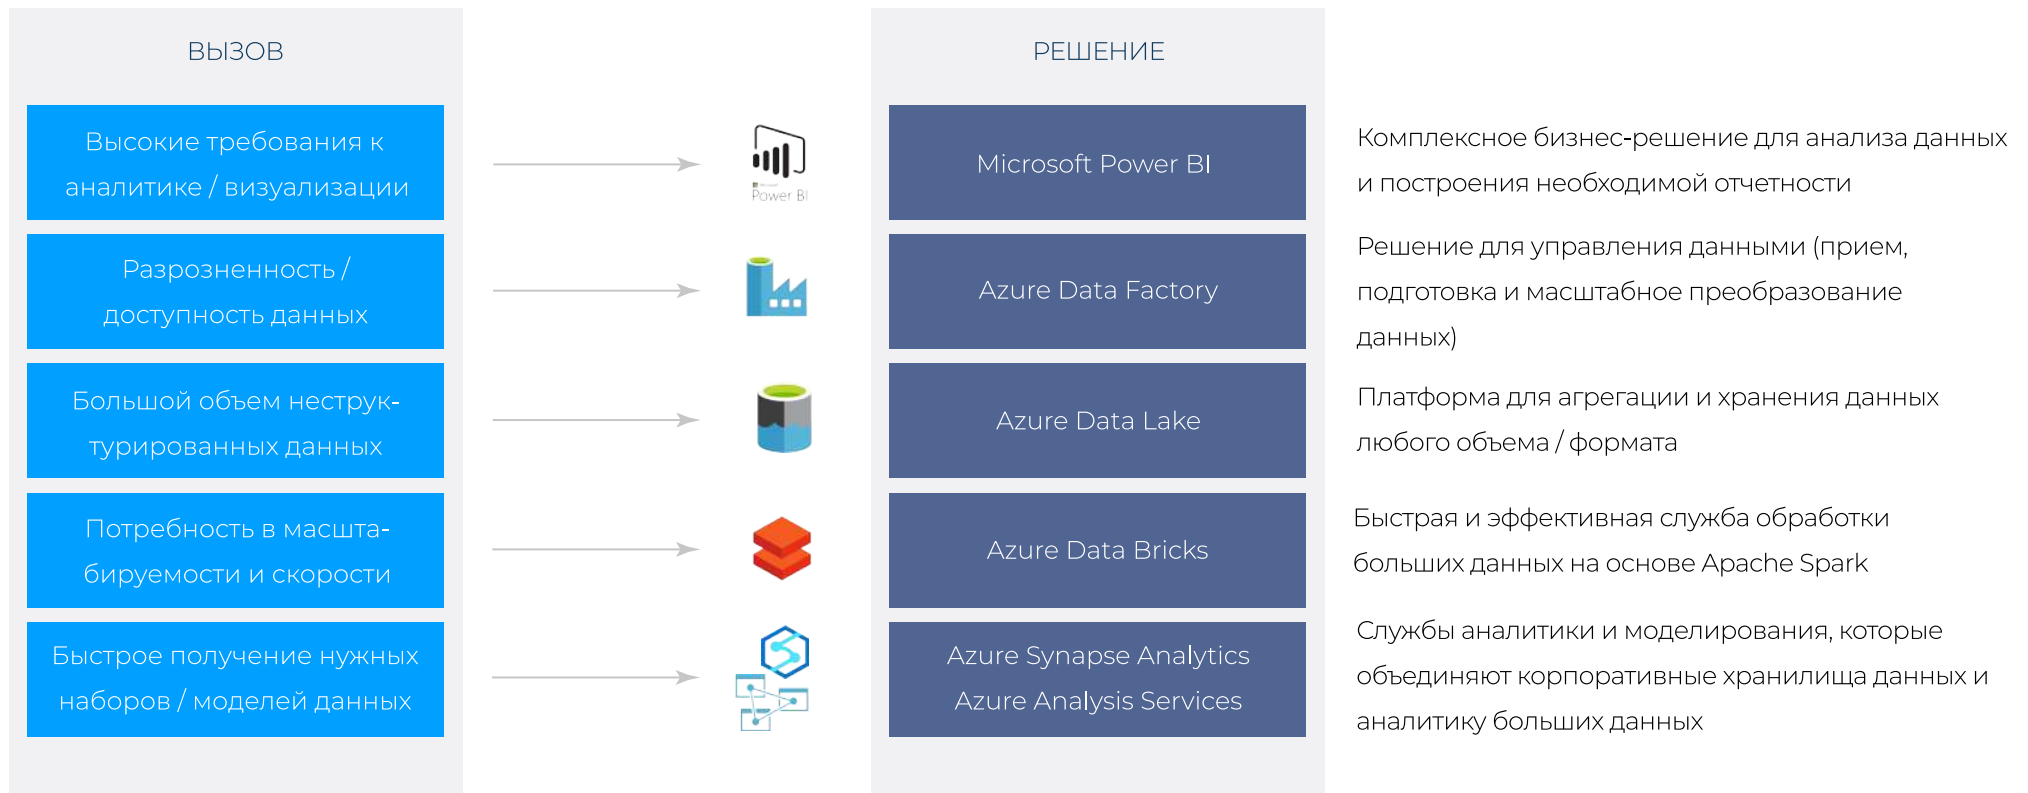 ВЫЗОВ
РЕШЕНИЕ
Высокие требования к
аналитике / визуализации
Microsoft
Power BI
Microsoft Power BI
Комплексное бизнес-решение для анализа данных
и построения необходимой отчетности
Разрозненность /
доступность данных
Azure Data Factory
Решение для управления данными (прием,
подготовка и масштабное преобразование
данных)
Большой объем неструк-
турированных данных
Azure Data Lake
Платформа для агрегации и хранения данных
любого объема / формата
Потребность в масшта-
бируемости и скорости
Azure Data Bricks
Быстрая и эффективная служба обработки
больших данных на основе Apache Spark
Быстрое получение нужных
наборов / моделей данных
Azure Synapse Analytics
Azure Analysis Services
Службы аналитики и моделирования, которые
объединяют корпоративные хранилища данных и
аналитику больших данных